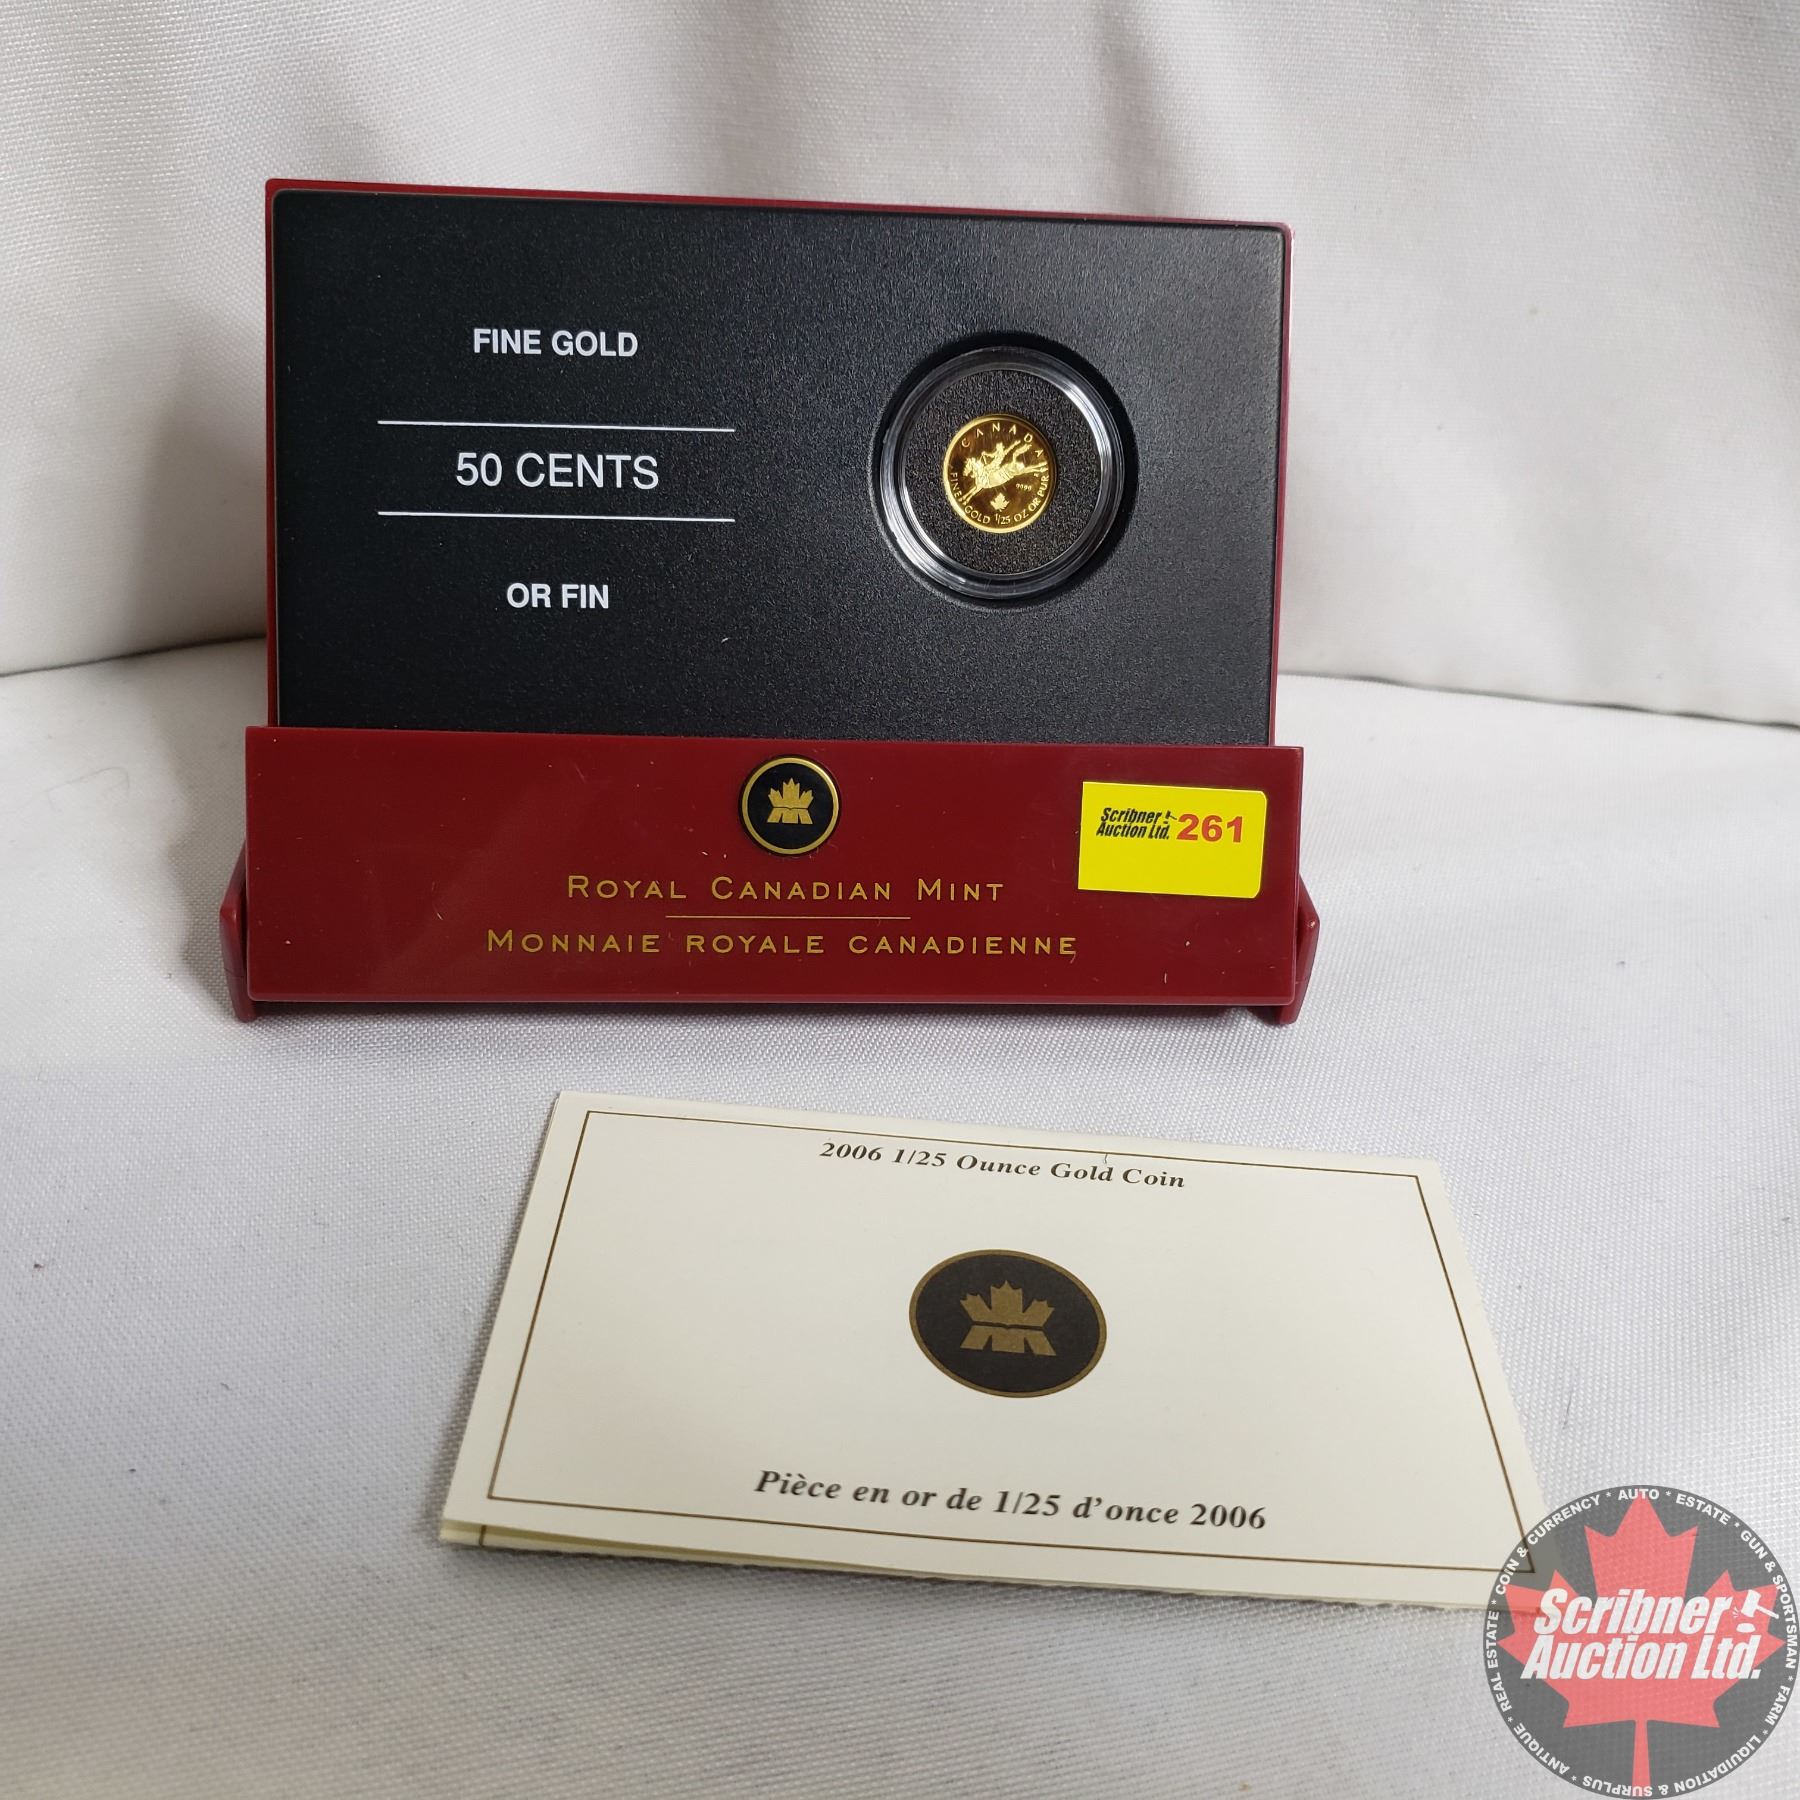 FINE GOLD
50 CENTS
OR FIN
CANADA
9999
FINE GOLD 1/25 OZ OR PUR
Scribner
Auction Ltd. 261
ROYAL CANADIAN MINT
MONNAIE ROYALE CANADIENNE
2006 1/25 Ounce Gold Coin
Pièce en or de 1/25 d'once 2006
Scribner
Auction Ltd.
ANTIQUE * REAL ESTATE * COIN & CURRENCY * AUTO * ESTATE * GUN & SPORTSMAN * FARM * LIQUIDATION & SURPLUS *